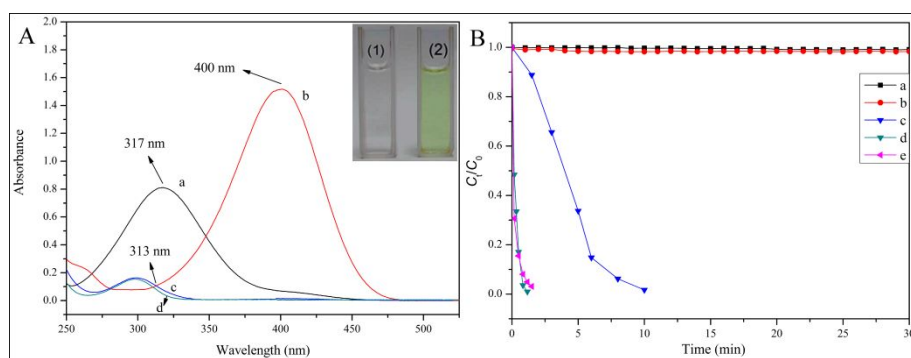 A
2.0
1.8
1.6
1.4
1.2
1.0
0.8
0.6
0.4
0.2
0.0
Absorbance
400 nm
b
317 nm
a
313 nm
c
d
(1)
(2)
250
300
350
400
450
500
Wavelength (nm)
B
1.0
0.8
0.6
0.4
0.2
0.0
Ct/C0
a
b
c
d
e
0
5
10
15
20
25
30
Time (min)